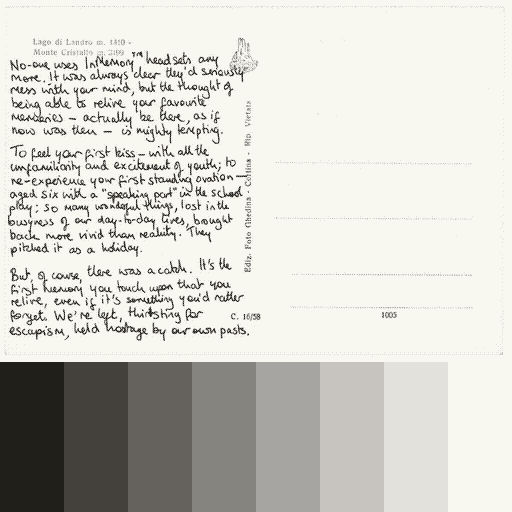 Lago di Landro m. 1410 -
Monte Cristallo m. 3199
No-one uses InMemory™ headsets any
more. It was always clear they'd seriously
mess with your mind, but the thought of
being able to relive your favourite
memories – actually be there, as if
now was then – is mighty tempting.
To feel your first kiss – with all the
unfamiliarity and excitement of youth; to
re-experience your first standing ovation –
aged six with a "speaking part" in the school
play; so many wonderful things, lost in the
busyness of our day-to-day lives, brought
back more vivid than reality. They
pitched it as a holiday.
But, of course, there was a catch. It's the
first memory you touch upon that you
relive, even if it's something you'd rather
forget. We're left, thirsting for
escapism, held hostage by our own pasts.
Ediz. Foto Ghedina - Cortina - Rip. Vietata
C. 16/58
1005